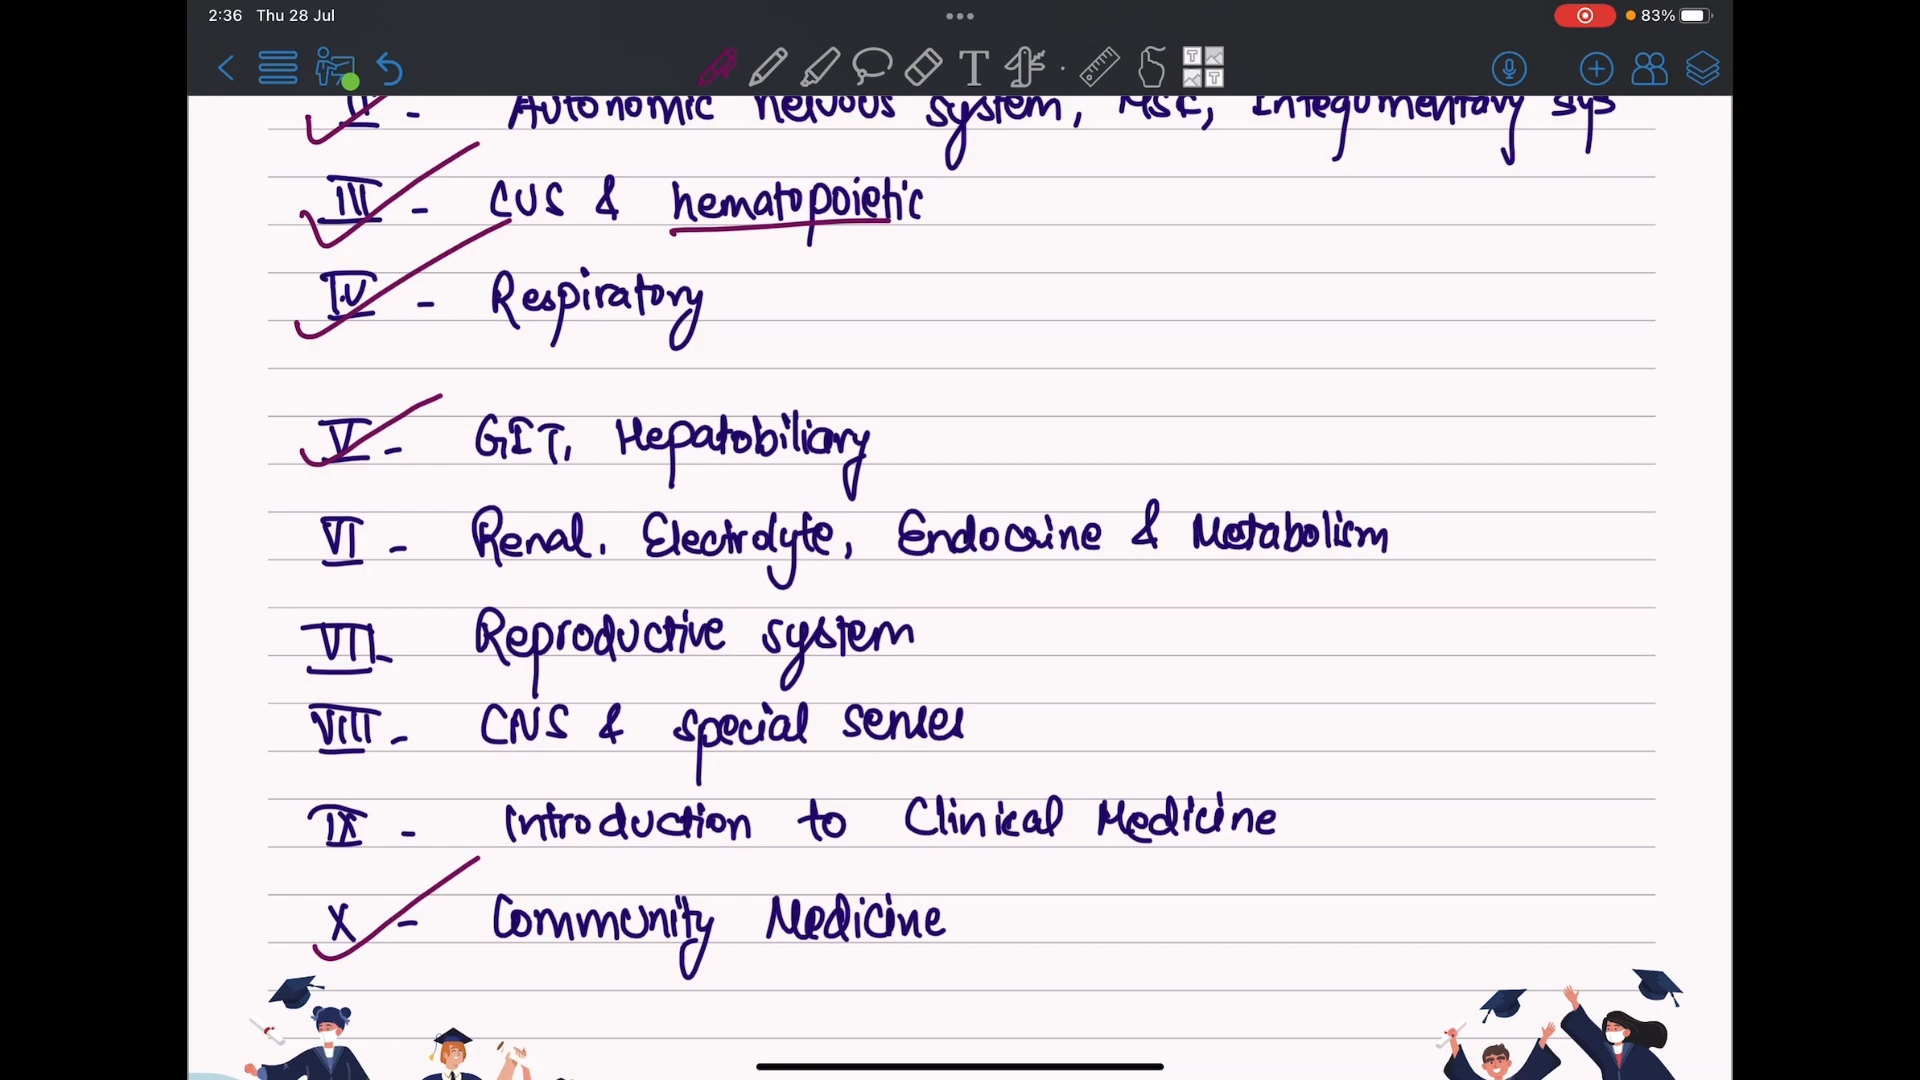 2:36 Thu 28 Jul
83%
II - Autonomic nervous system, MSK, Integumentary sys
III - CVS & hematopoietic
IV - Respiratory
V - GIT, Hepatobiliary
VI - Renal, Electrolyte, Endocrine & Metabolism
VII - Reproductive system
VIII - CNS & special senses
IX - Introduction to Clinical Medicine
X - Community Medicine